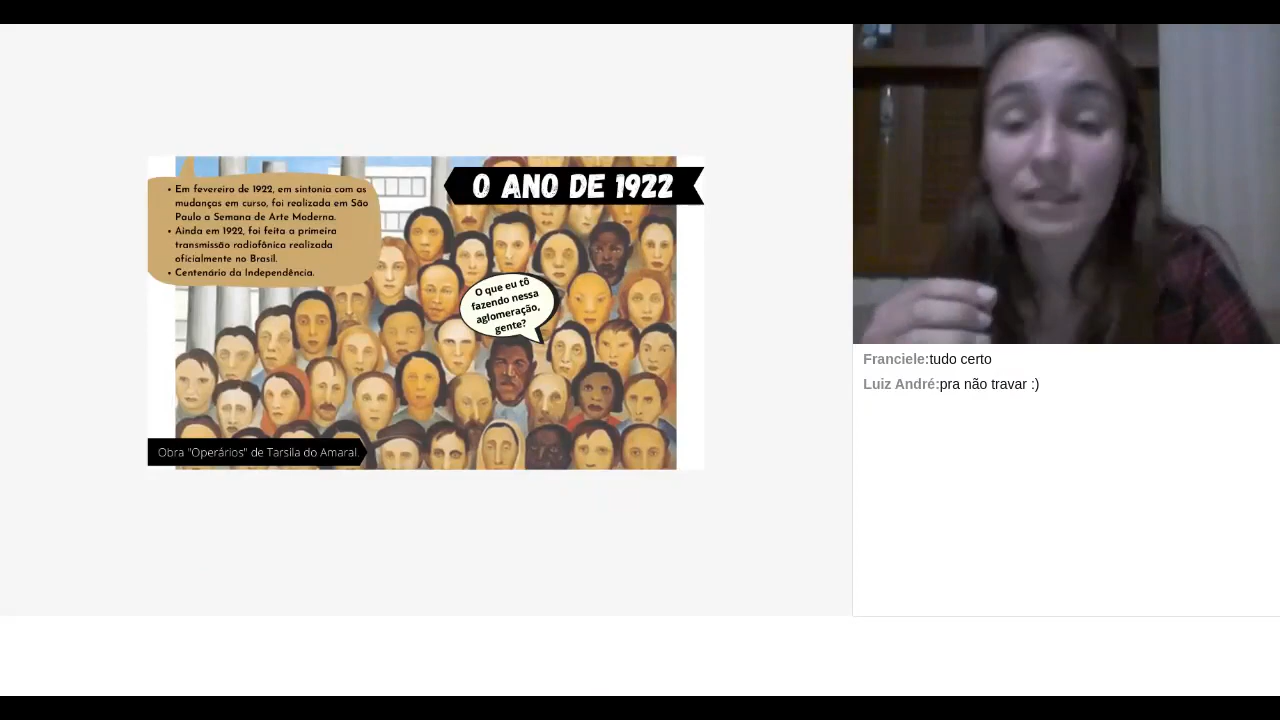 O ANO DE 1922
• Em fevereiro de 1922, em sintonia com as
mudanças em curso, foi realizada em São
Paulo a Semana de Arte Moderna.
• Ainda em 1922, foi feita a primeira
transmissão radiofônica realizada
oficialmente no Brasil.
• Centenário da Independência.
O que eu tô
fazendo nessa
aglomeração,
gente?
Obra "Operários" de Tarsila do Amaral.
Franciele:tudo certo
Luiz André:pra não travar :)